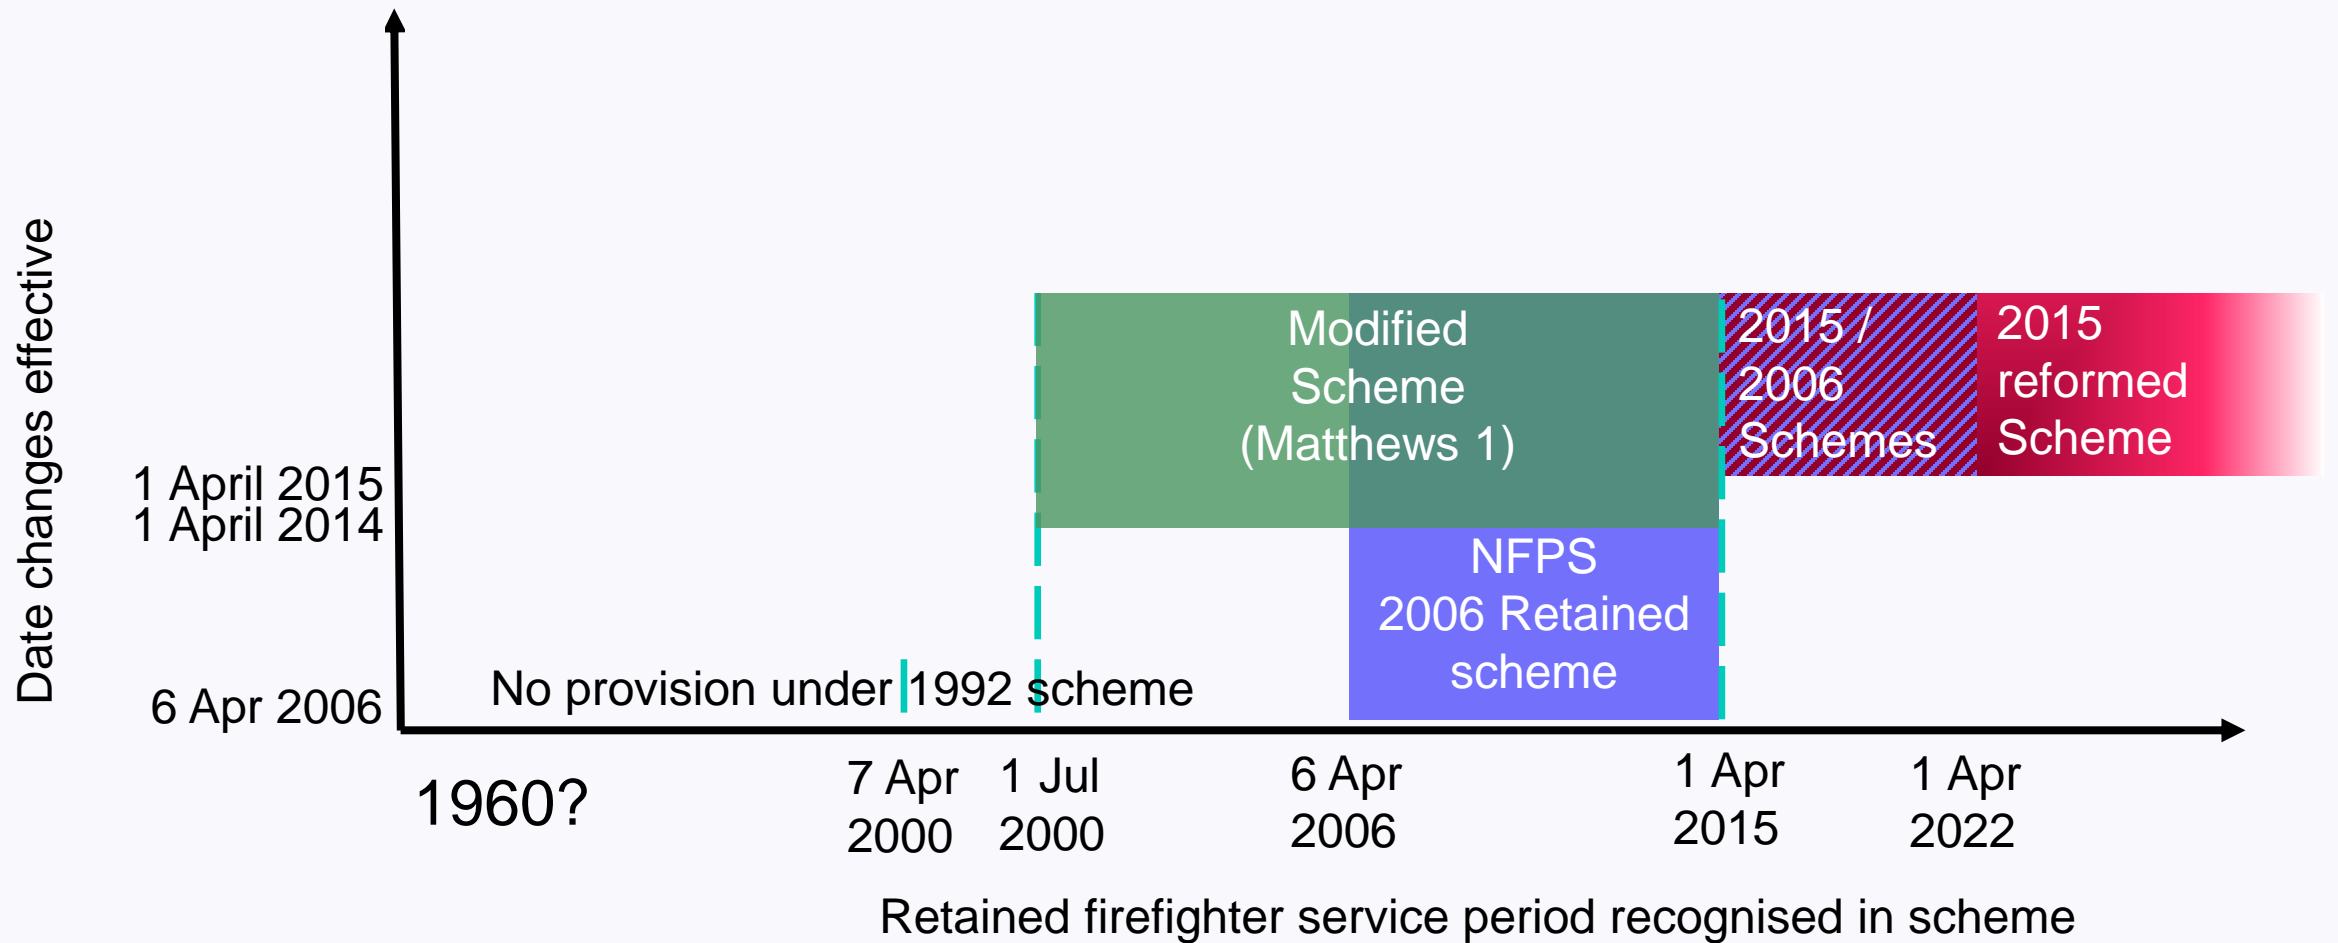 Date changes effective
Modified
Scheme
(Matthews 1)
2015 /
2006
Schemes
2015
reformed
Scheme
1 April 2015
1 April 2014
NFPS
2006 Retained
scheme
No provision under 1992 scheme
6 Apr 2006
1960?
7 Apr
2000
1 Jul
2000
6 Apr
2006
1 Apr
2015
1 Apr
2022
Retained firefighter service period recognised in scheme